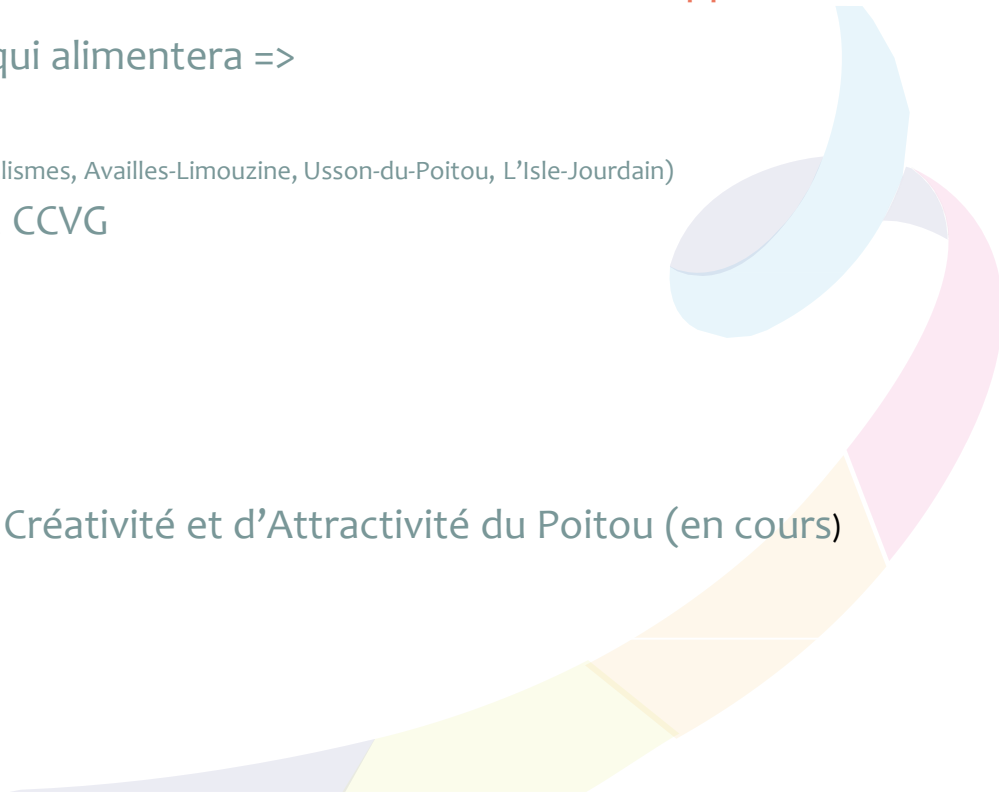 qui alimentera =>
lismes, Availles-Limouzine, Usson-du-Poitou, L’Isle-Jourdain)
CCVG
Créativité et d’Attractivité du Poitou (en cours)